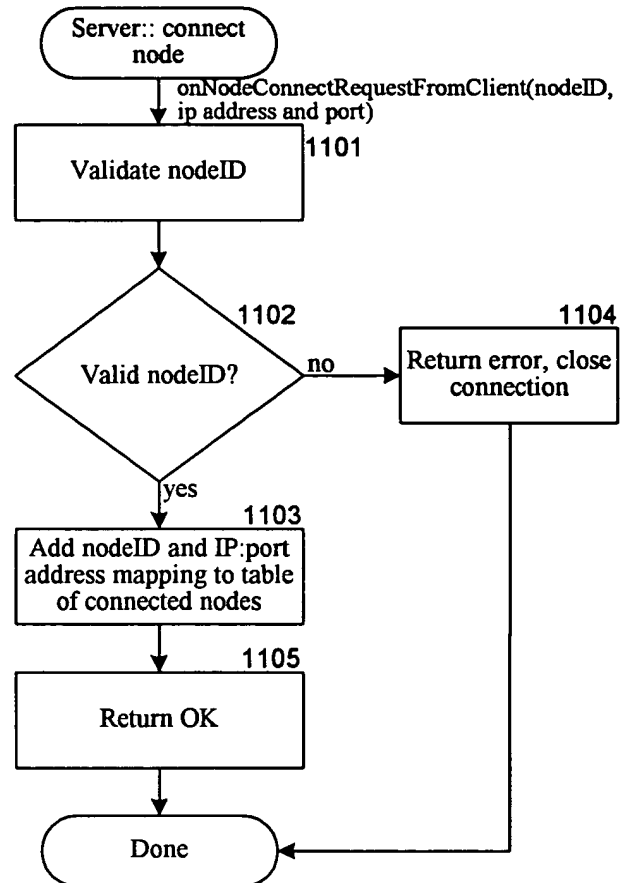 Server:: connect
node
onNodeConnectRequestFromClient(nodeID,
ip address and port)
1101
Validate nodeID
1102
Valid nodeID?
no
1104
Return error, close
connection
yes
1103
Add nodeID and IP:port
address mapping to table
of connected nodes
1105
Return OK
Done